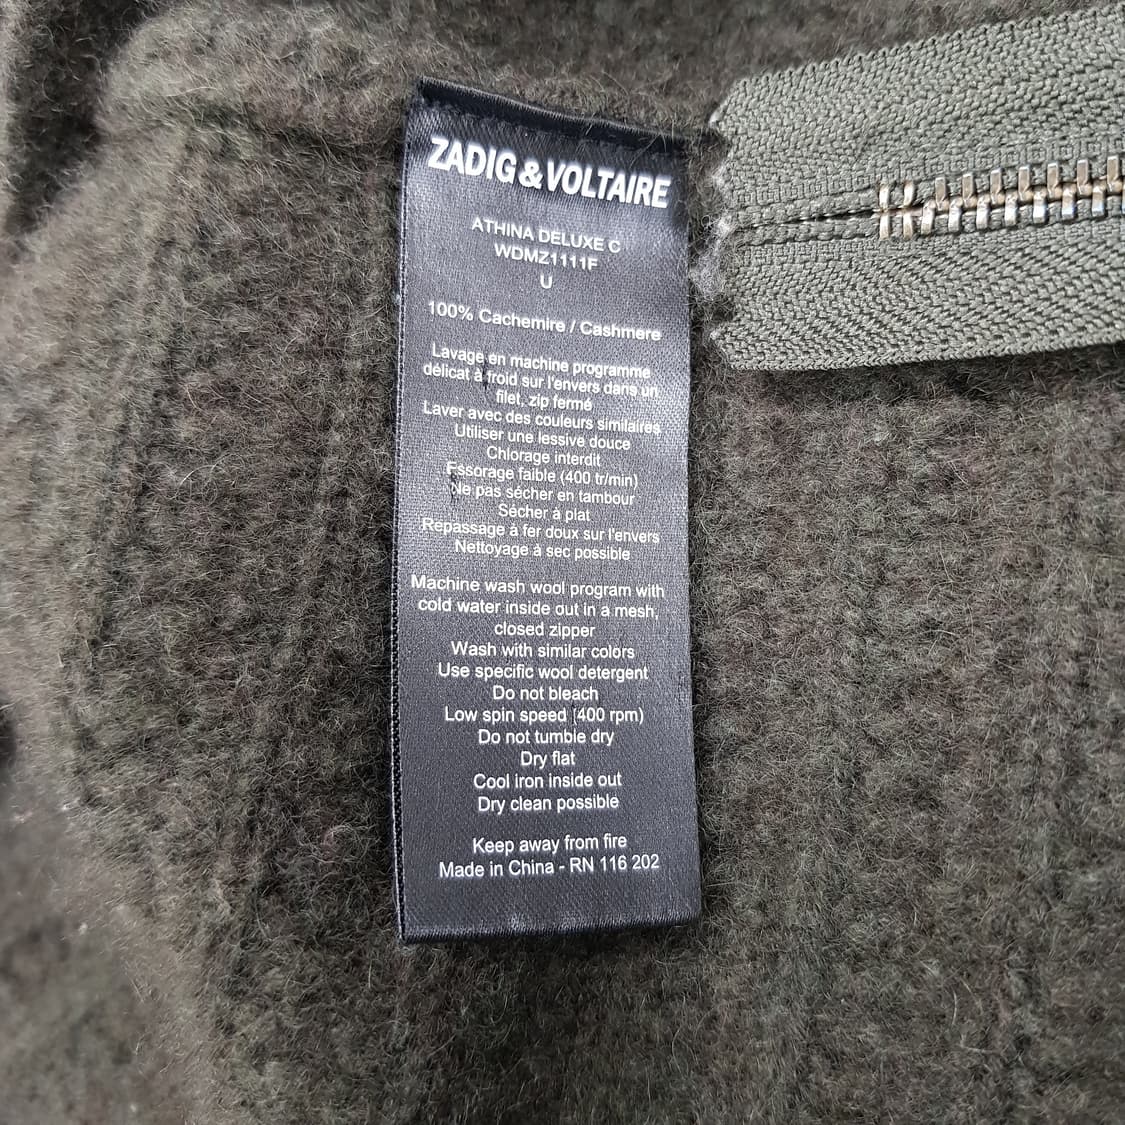 ZADIG&VOLTAIRE
ATHINA DELUXE C
WDMZ1111F
U
100% Cachemire / Cashmere
Lavage en machine programme
délicat à froid sur l'envers dans un
filet, zip fermé
Laver avec des couleurs similaires
Utiliser une lessive douce
Chlorage interdit
Essorage faible (400 tr/min)
Ne pas sécher en tambour
Sécher à plat
Repassage à fer doux sur l'envers
Nettoyage à sec possible
Machine wash wool program with
cold water inside out in a mesh,
closed zipper
Wash with similar colors
Use specific wool detergent
Do not bleach
Low spin speed (400 rpm)
Do not tumble dry
Dry flat
Cool iron inside out
Dry clean possible
Keep away from fire
Made in China - RN 116 202